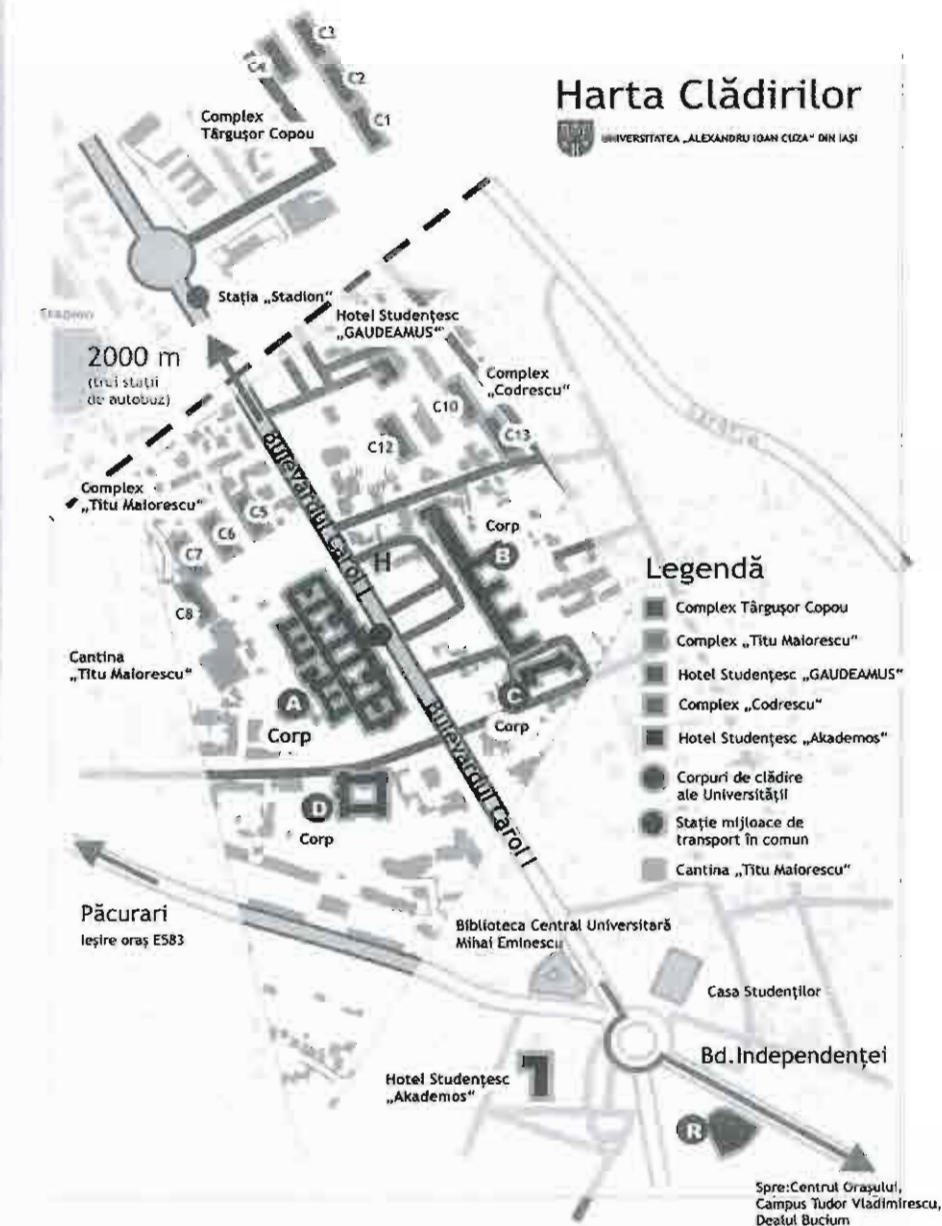 Harta Clădirilor
UNIVERSITATEA „ALEXANDRU IOAN CUZA“ DIN IAȘI
C3
C4
C2
C1
Complex
Târgușor Copou
Stația „Stadion“
Stadion
Hotel Studențesc
„GAUDEAMUS“
2000 m
(trei stații
de autobuz)
Complex
„Codrescu“
C10
C13
C12
Bulevardul Carol I
Complex
„Titu Maiorescu“
C5
C6
C7
C8
H
Corp
B
Cantina
„Titu Maiorescu“
A
Corp
C
Corp
Bulevardul Carol I
D
Corp
Legendă
Complex Târgușor Copou
Complex „Titu Maiorescu“
Hotel Studențesc „GAUDEAMUS“
Complex „Codrescu“
Hotel Studențesc „Akademos“
Corpuri de clădire
ale Universității
Stație mijloace de
transport în comun
Cantina „Titu Maiorescu“
Păcurari
Ieșire oraș E583
Biblioteca Central Universitară
Mihai Eminescu
Casa Studenților
Bd.Independenței
Hotel Studențesc
„Akademos“
R
Spre:Centrul Orașului,
Campus Tudor Vladimirescu,
Dealul Bucium